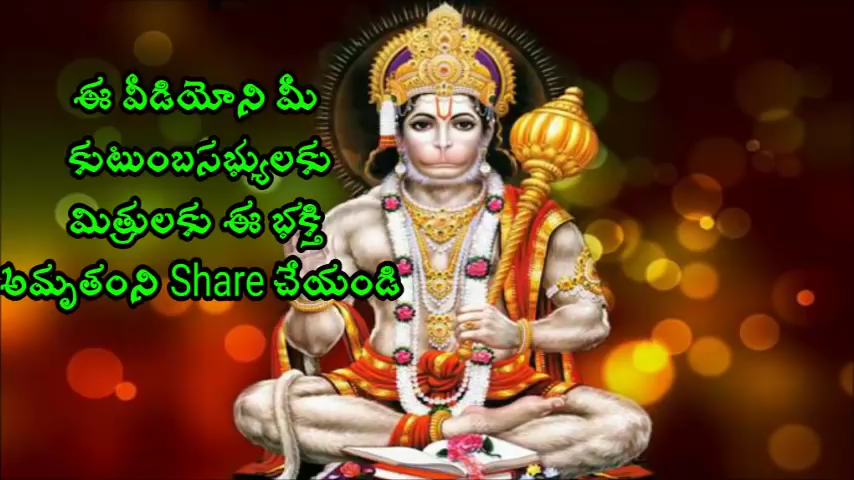 ఈ వీడియోని మీ
కుటుంబసభ్యులకు
మిత్రులకు ఈ భక్తి
అమృతంని Share చేయండి